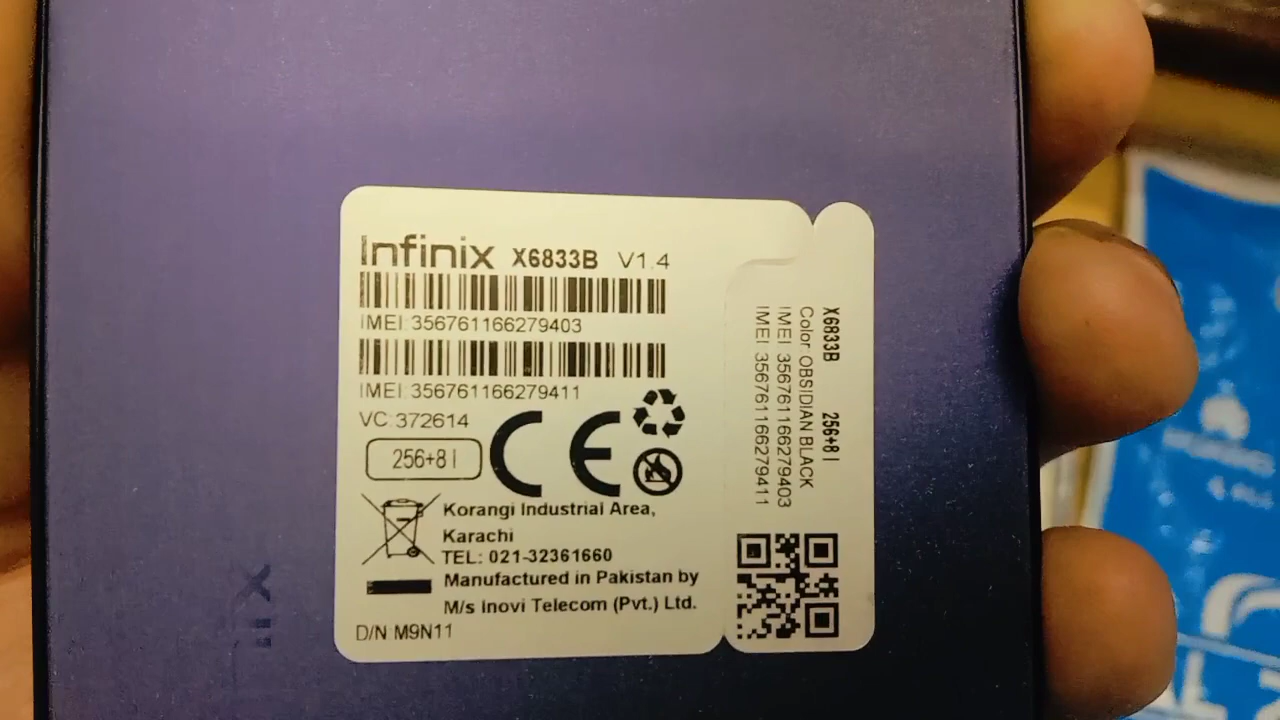 Infinix X6833B V1.4
IMEI 356761166279403
IMEI 356761166279411
VC 372614
256+8 I
CE
Korangi Industrial Area,
Karachi
TEL: 021-32361660
Manufactured in Pakistan by
M/s Inovi Telecom (Pvt.) Ltd.
D/N M9N11
X6833B 256+8 I
Color OBSIDIAN BLACK
IMEI 356761166279403
IMEI 356761166279411